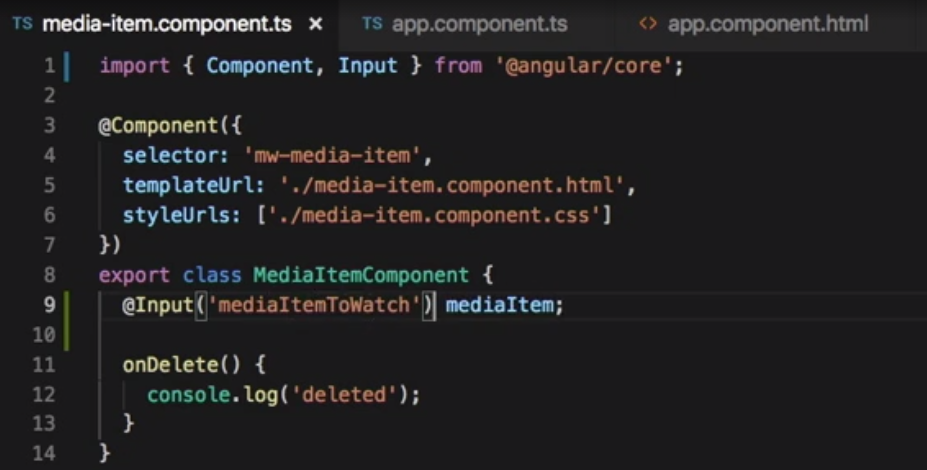 TS media-item.component.ts × TS app.component.ts <> app.component.html
1 import { Component, Input } from '@angular/core';
2
3 @Component({
4 selector: 'mw-media-item',
5 templateUrl: './media-item.component.html',
6 styleUrls: ['./media-item.component.css']
7 })
8 export class MediaItemComponent {
9 @Input('mediaItemToWatch') mediaItem;
10
11 onDelete() {
12 console.log('deleted');
13 }
14 }